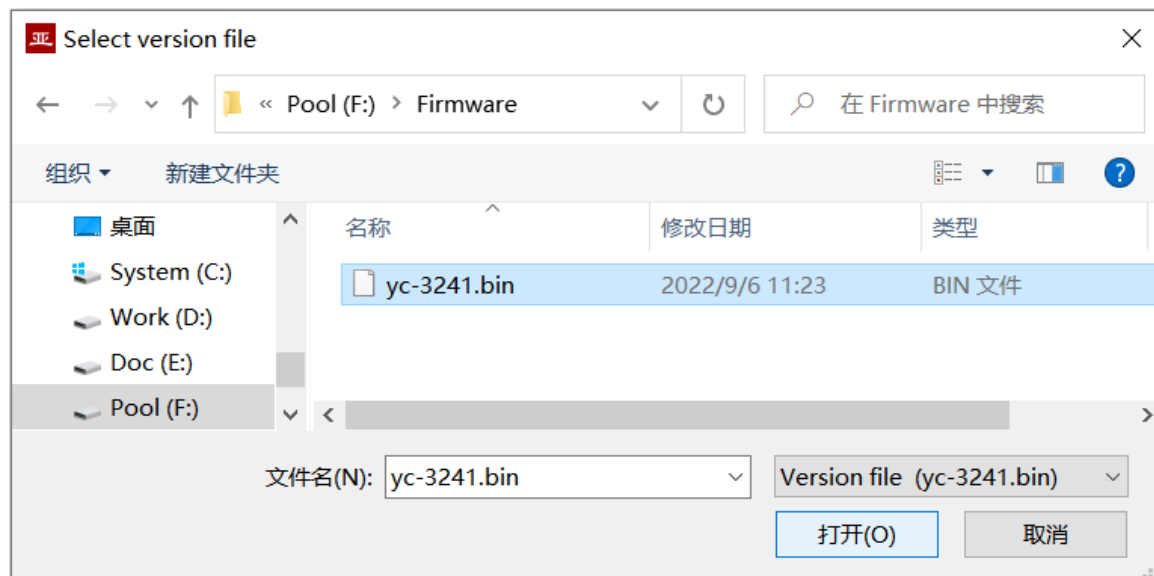 亚 Select version file
« Pool (F:) > Firmware 在 Firmware 中搜索
组织 新建文件夹 ?
桌面
System (C:)
Work (D:)
Doc (E:)
Pool (F:)
名称 修改日期 类型
yc-3241.bin 2022/9/6 11:23 BIN 文件
文件名(N): yc-3241.bin Version file (yc-3241.bin)
打开(O) 取消